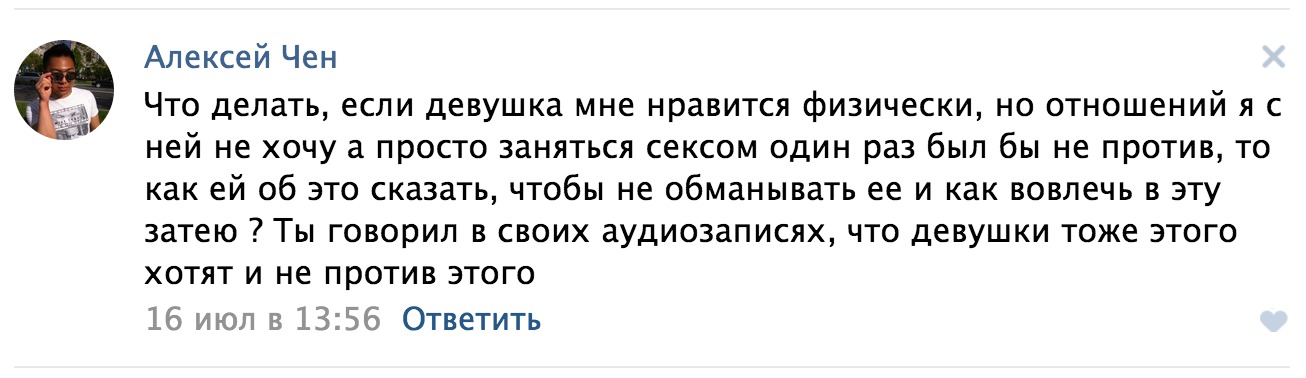 Алексей Чен
Что делать, если девушка мне нравится физически, но отношений я с
ней не хочу а просто заняться сексом один раз был бы не против, то
как ей об это сказать, чтобы не обманывать ее и как вовлечь в эту
затею ? Ты говорил в своих аудиозаписях, что девушки тоже этого
хотят и не против этого
16 июл в 13:56 Ответить